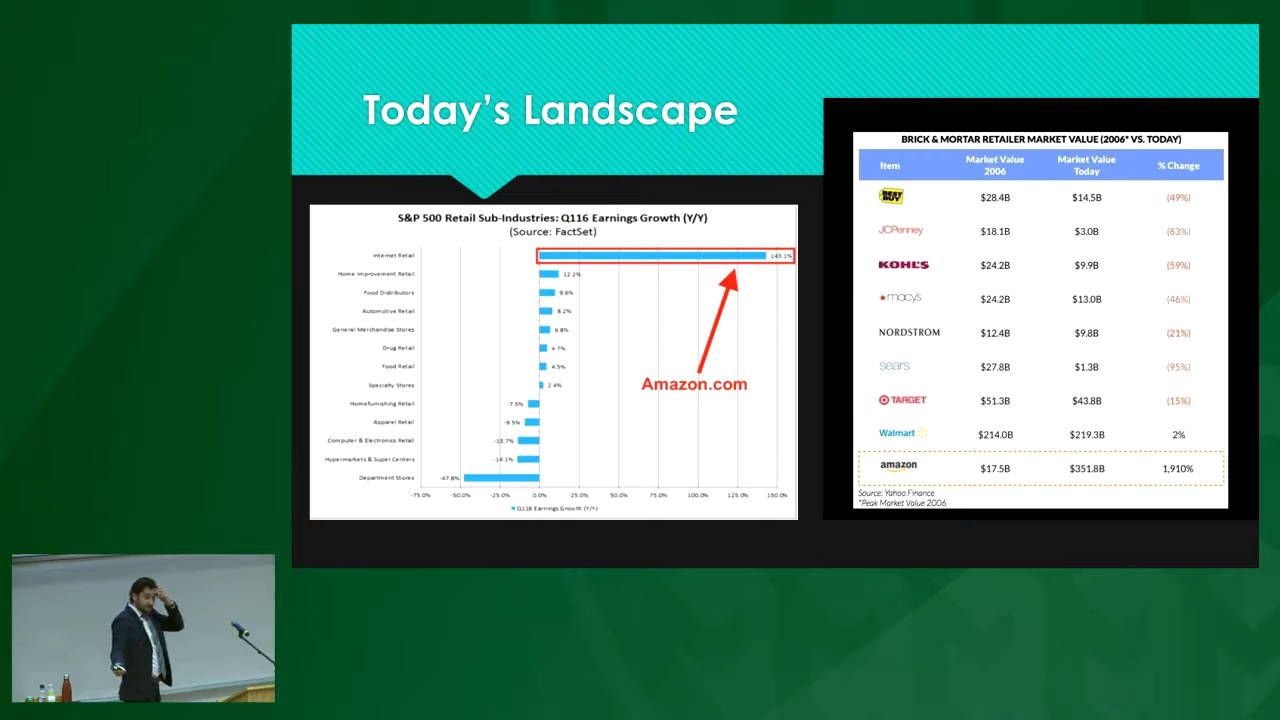 Today's Landscape
S&P 500 Retail Sub-Industries: Q116 Earnings Growth (Y/Y)
(Source: FactSet)
Internet Retail 143.1%
Home Improvement Retail 12.2%
Food Distributors 9.6%
Automotive Retail 8.2%
General Merchandise Stores 6.8%
Drug Retail 4.7%
Food Retail 4.5%
Specialty Stores 2.4%
Homefurnishing Retail -7.5%
Apparel Retail -9.5%
Computer & Electronics Retail -13.7%
Hypermarkets & Super Centers -14.1%
Department Stores -47.8%
Amazon.com
-75.0% -50.0% -25.0% 0.0% 25.0% 50.0% 75.0% 100.0% 125.0% 150.0%
Q116 Earnings Growth (Y/Y)
BRICK & MORTAR RETAILER MARKET VALUE (2006* VS. TODAY)
Item Market Value 2006 Market Value Today % Change
BEST BUY $28.4B $14.5B (49%)
JCPenney $18.1B $3.0B (83%)
KOHL'S $24.2B $9.9B (59%)
macy's $24.2B $13.0B (46%)
NORDSTROM $12.4B $9.8B (21%)
sears $27.8B $1.3B (95%)
TARGET $51.3B $43.8B (15%)
Walmart $214.0B $219.3B 2%
amazon $17.5B $351.8B 1,910%
Source: Yahoo Finance
*Peak Market Value 2006